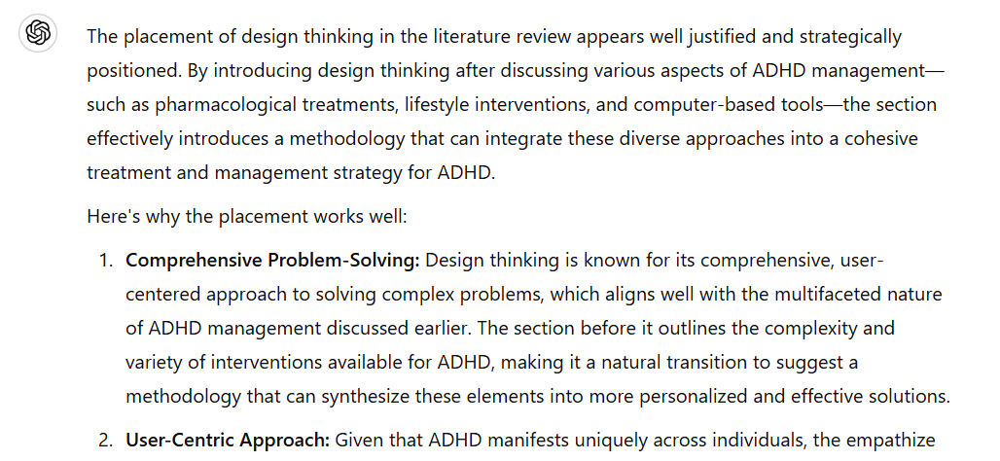 The placement of design thinking in the literature review appears well justified and strategically
positioned. By introducing design thinking after discussing various aspects of ADHD management—
such as pharmacological treatments, lifestyle interventions, and computer-based tools—the section
effectively introduces a methodology that can integrate these diverse approaches into a cohesive
treatment and management strategy for ADHD.
Here's why the placement works well:
1. Comprehensive Problem-Solving: Design thinking is known for its comprehensive, user-
centered approach to solving complex problems, which aligns well with the multifaceted nature
of ADHD management discussed earlier. The section before it outlines the complexity and
variety of interventions available for ADHD, making it a natural transition to suggest a
methodology that can synthesize these elements into more personalized and effective solutions.
2. User-Centric Approach: Given that ADHD manifests uniquely across individuals, the empathize